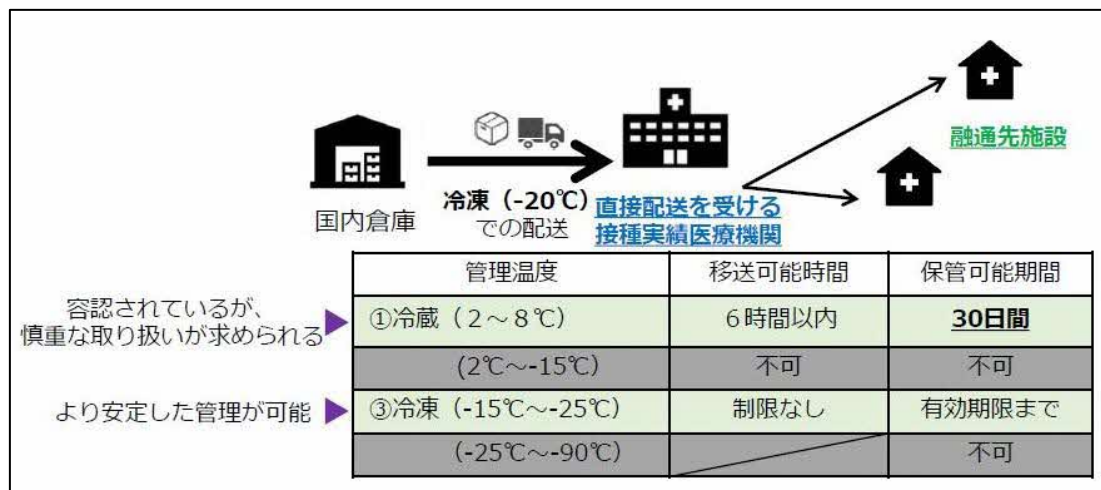 融通先施設
国内倉庫
冷凍（-20℃）
での配送
直接配送を受ける
接種実績医療機関
管理温度 移送可能時間 保管可能期間
容認されているが、
慎重な取り扱いが求められる
①冷蔵（2～8℃） 6時間以内 30日間
(2℃～-15℃) 不可 不可
より安定した管理が可能
③冷凍（-15℃～-25℃） 制限なし 有効期限まで
（-25℃～-90℃） 不可